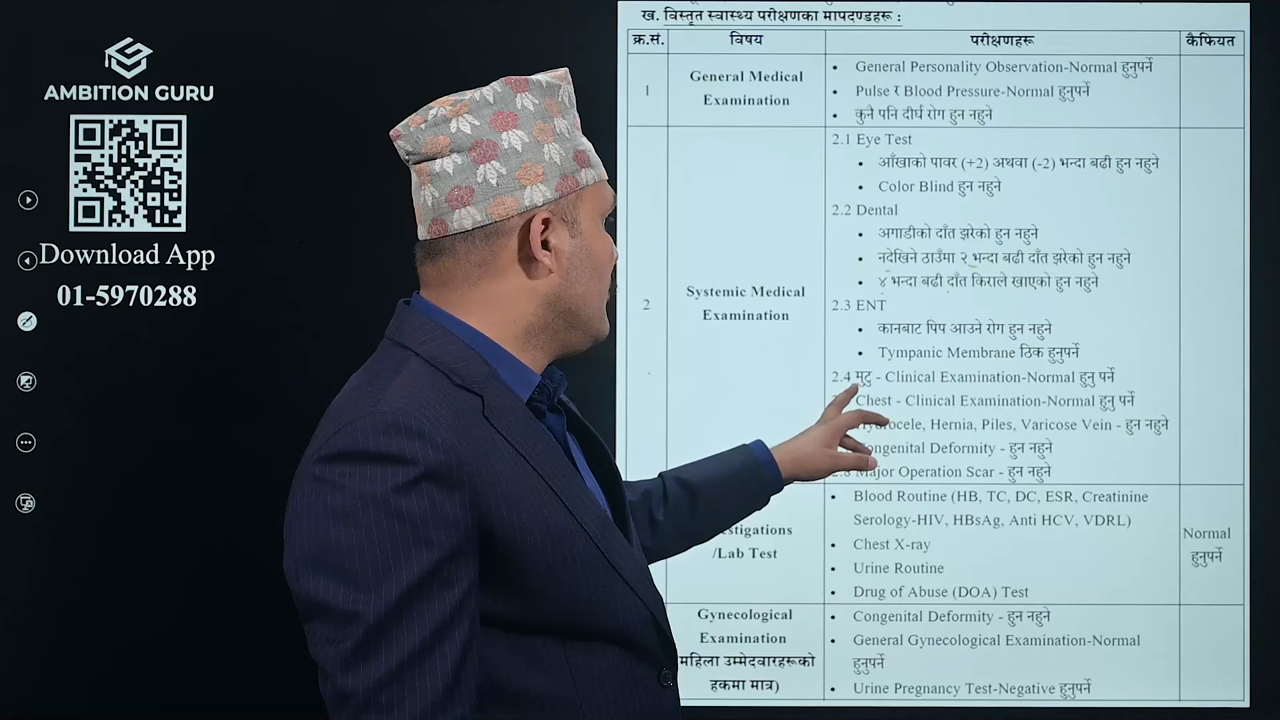 AMBITION GURU
Download App
01-5970288
ख. विस्तृत स्वास्थ्य परीक्षणका मापदण्डहरू :
क्र.सं. विषय परीक्षणहरू कैफियत
1
General Medical
Examination
General Personality Observation-Normal हुनुपर्ने
Pulse र Blood Pressure-Normal हुनुपर्ने
कुनै पनि दीर्घ रोग हुन नहुने
2
Systemic Medical
Examination
2.1 Eye Test
आँखाको पावर (+2) अथवा (-2) भन्दा बढी हुन नहुने
Color Blind हुन नहुने
2.2 Dental
अगाडीको दाँत झरेको हुन नहुने
नदेखिने ठाउँमा २ भन्दा बढी दाँत झरेको हुन नहुने
४ भन्दा बढी दाँत किराले खाएको हुन नहुने
2.3 ENT
कानबाट पिप आउने रोग हुन नहुने
Tympanic Membrane ठिक हुनुपर्ने
2.4 मुटु - Clinical Examination-Normal हुनु पर्ने
Chest - Clinical Examination-Normal हुनु पर्ने
Hernia, Piles, Varicose Vein - हुन नहुने
Deformity - हुन नहुने
Major Operation Scar - हुन नहुने
/Lab Test
Blood Routine (HB, TC, DC, ESR, Creatinine
Serology-HIV, HBsAg, Anti HCV, VDRL)
Chest X-ray
Urine Routine
Drug of Abuse (DOA) Test
Normal
हुनुपर्ने
Gynecological
Examination
महिला उम्मेदवारहरूको
हकमा मात्र)
Congenital Deformity - हुन नहुने
General Gynecological Examination-Normal
हुनुपर्ने
Urine Pregnancy Test-Negative हुनुपर्ने